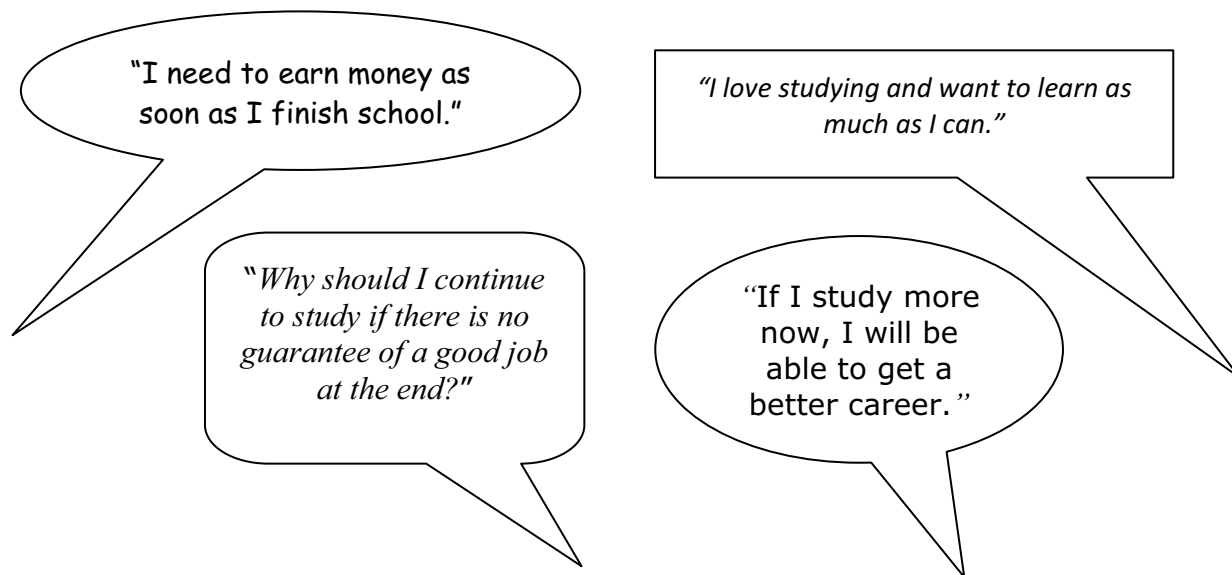 "I need to earn money as
soon as I finish school."
"I love studying and want to learn as
much as I can."
"Why should I continue
to study if there is no
guarantee of a good job
at the end?"
"If I study more
now, I will be
able to get a
better career."